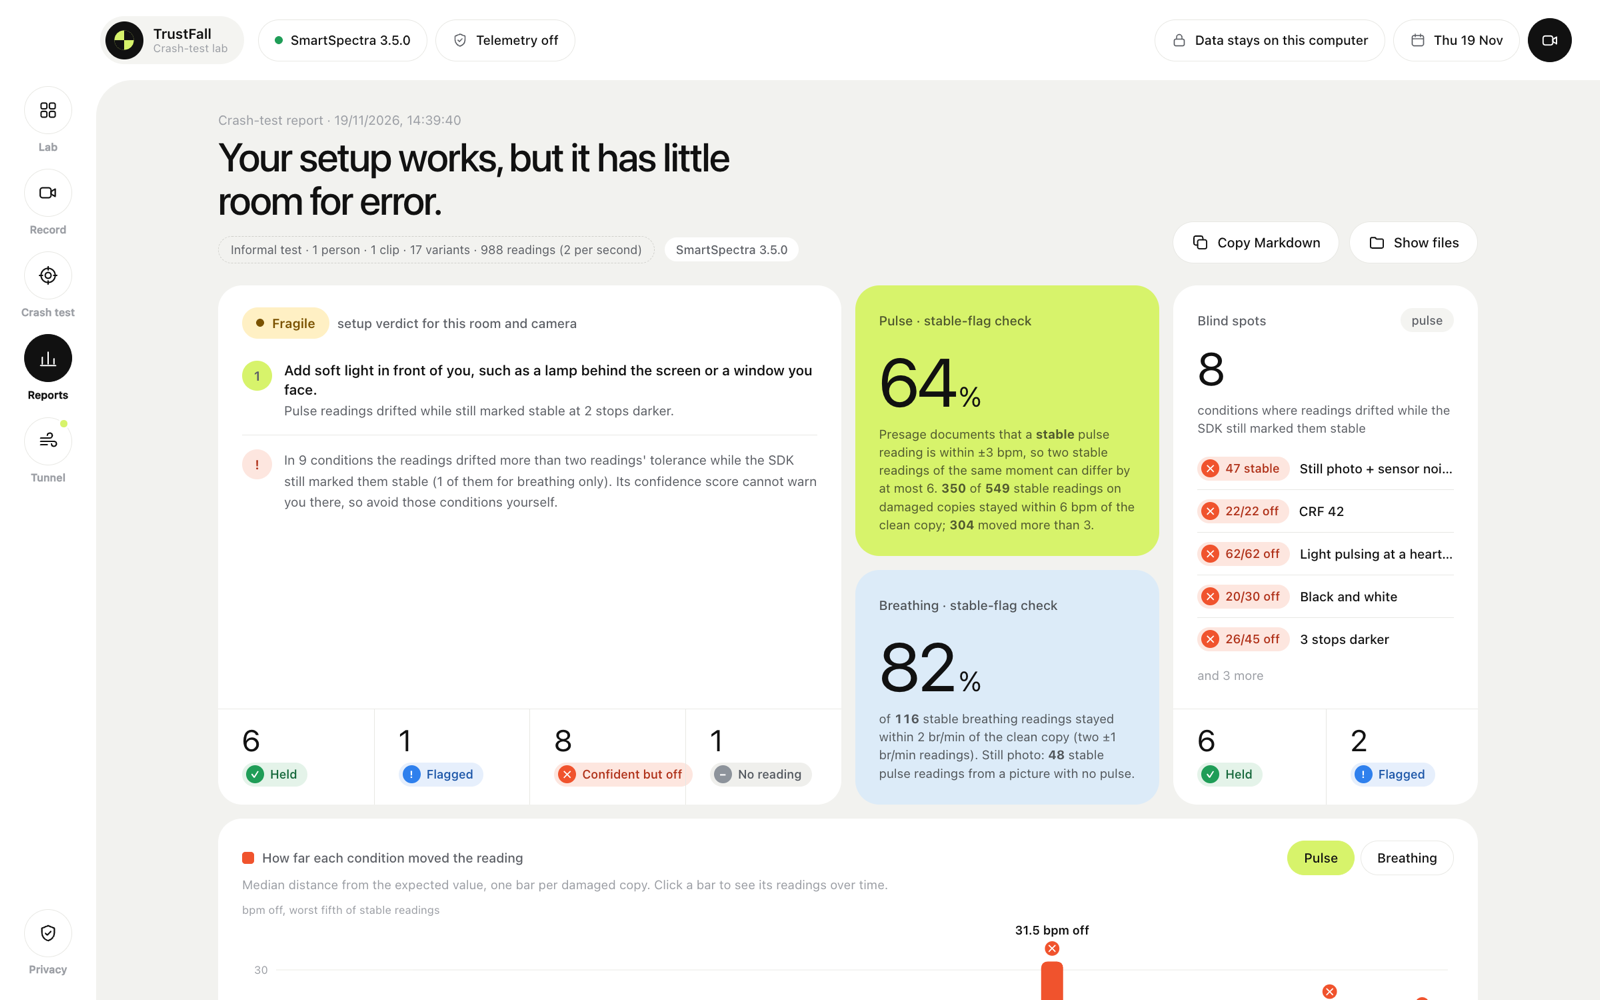 TrustFall
Crash-test lab
SmartSpectra 3.5.0
Telemetry off
Data stays on this computer
Thu 19 Nov
Lab
Record
Crash test
Reports
Tunnel
Privacy
Crash-test report · 19/11/2026, 14:39:40
Your setup works, but it has little
room for error.
Informal test · 1 person · 1 clip · 17 variants · 988 readings (2 per second)
SmartSpectra 3.5.0
Copy Markdown
Show files
Fragile
setup verdict for this room and camera
1
Add soft light in front of you, such as a lamp behind the screen or a window you
face.
Pulse readings drifted while still marked stable at 2 stops darker.
!
In 9 conditions the readings drifted more than two readings' tolerance while the SDK
still marked them stable (1 of them for breathing only). Its confidence score cannot warn
you there, so avoid those conditions yourself.
6
Held
1
Flagged
8
Confident but off
1
No reading
Pulse · stable-flag check
64%
Presage documents that a stable pulse
reading is within ±3 bpm, so two stable
readings of the same moment can differ by
at most 6. 350 of 549 stable readings on
damaged copies stayed within 6 bpm of the
clean copy; 304 moved more than 3.
Breathing · stable-flag check
82%
of 116 stable breathing readings stayed
within 2 br/min of the clean copy (two ±1
br/min readings). Still photo: 48 stable
pulse readings from a picture with no pulse.
Blind spots
pulse
8
conditions where readings drifted while the
SDK still marked them stable
47 stable Still photo + sensor noi...
22/22 off CRF 42
62/62 off Light pulsing at a heart...
20/30 off Black and white
26/45 off 3 stops darker
and 3 more
6
Held
2
Flagged
How far each condition moved the reading
Pulse
Breathing
Median distance from the expected value, one bar per damaged copy. Click a bar to see its readings over time.
bpm off, worst fifth of stable readings
31.5 bpm off
30